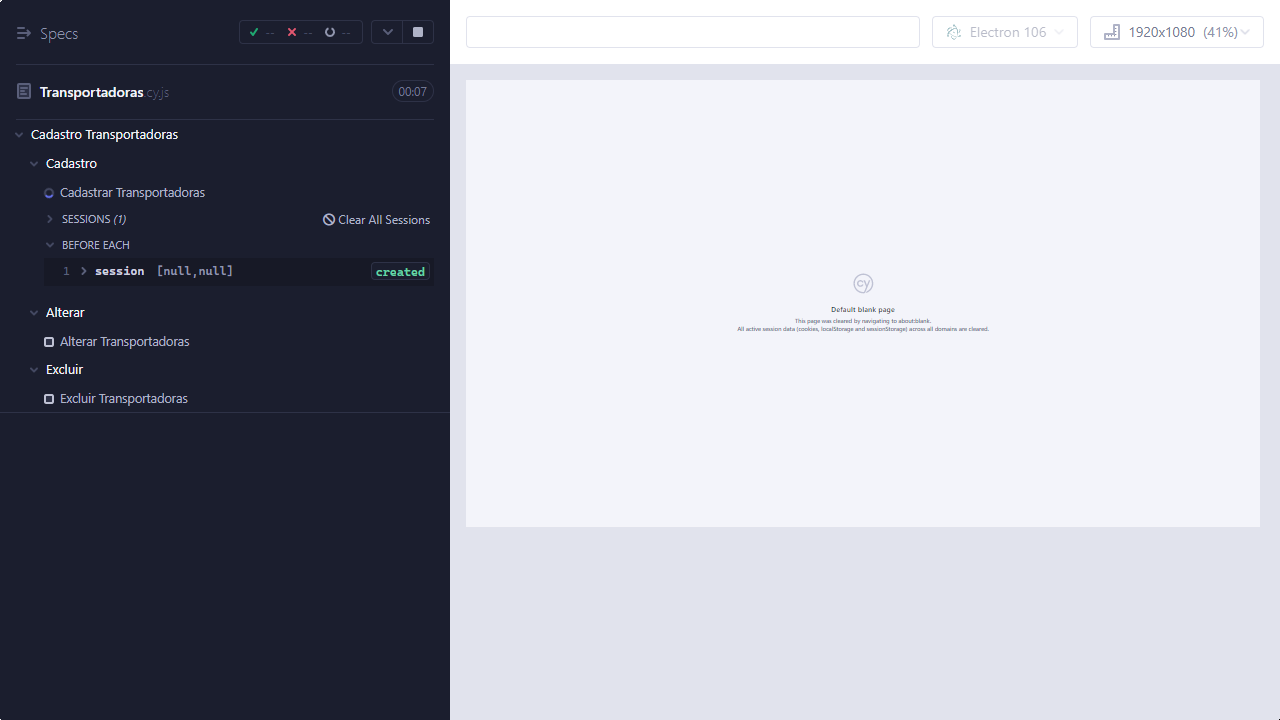 Specs
-- -- --
Transportadoras.cy.js
00:07
Cadastro Transportadoras
Cadastro
Cadastrar Transportadoras
SESSIONS (1)
Clear All Sessions
BEFORE EACH
1 session [null,null]
created
Alterar
Alterar Transportadoras
Excluir
Excluir Transportadoras
Electron 106
1920x1080 (41%)
cy
Default blank page
This page was cleared by navigating to about:blank.
All active session data (cookies, localStorage and sessionStorage) across all domains are cleared.